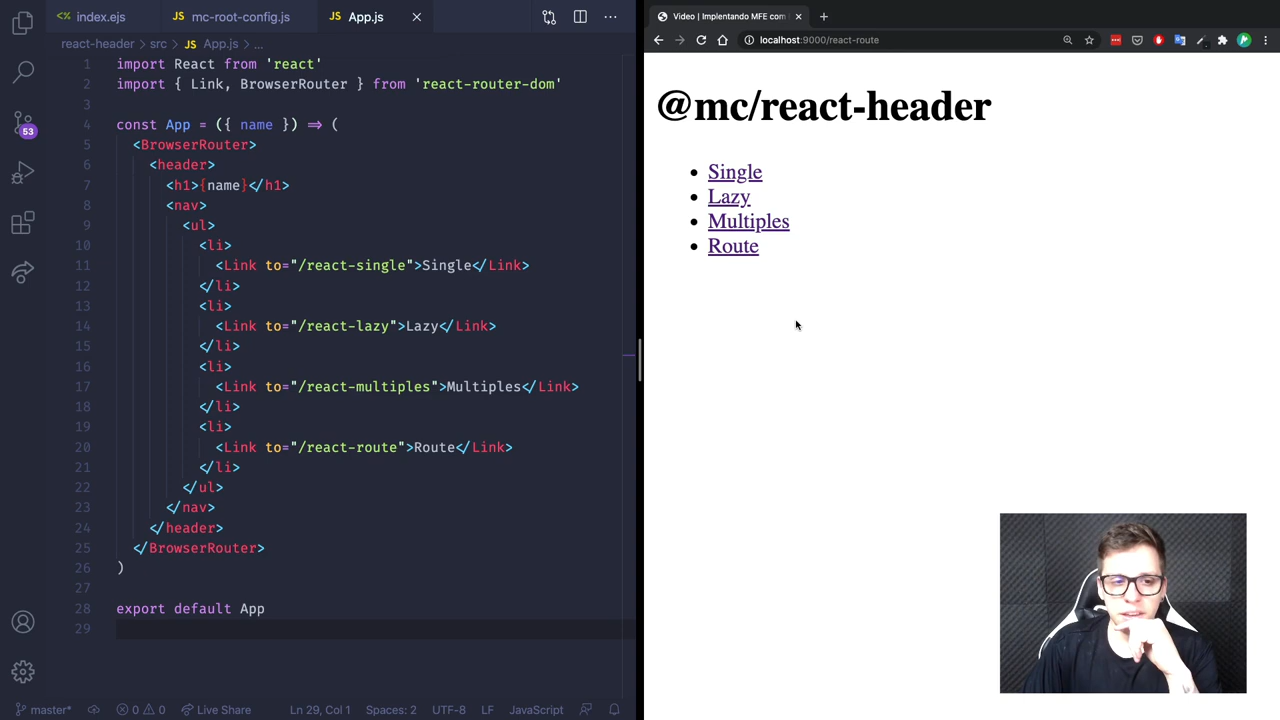 index.ejs
mc-root-config.js
App.js
react-header > src > App.js > ...
1 import React from 'react'
2 import { Link, BrowserRouter } from 'react-router-dom'
3
4 const App = ({ name }) => (
5 <BrowserRouter>
6 <header>
7 <h1>{name}</h1>
8 <nav>
9 <ul>
10 <li>
11 <Link to="/react-single">Single</Link>
12 </li>
13 <li>
14 <Link to="/react-lazy">Lazy</Link>
15 </li>
16 <li>
17 <Link to="/react-multiples">Multiples</Link>
18 </li>
19 <li>
20 <Link to="/react-route">Route</Link>
21 </li>
22 </ul>
23 </nav>
24 </header>
25 </BrowserRouter>
26 )
27
28 export default App
29
53
master* 0 0 Live Share Ln 29, Col 1 Spaces: 2 UTF-8 LF JavaScript
Video | Implentando MFE com
localhost:9000/react-route
@mc/react-header
Single
Lazy
Multiples
Route